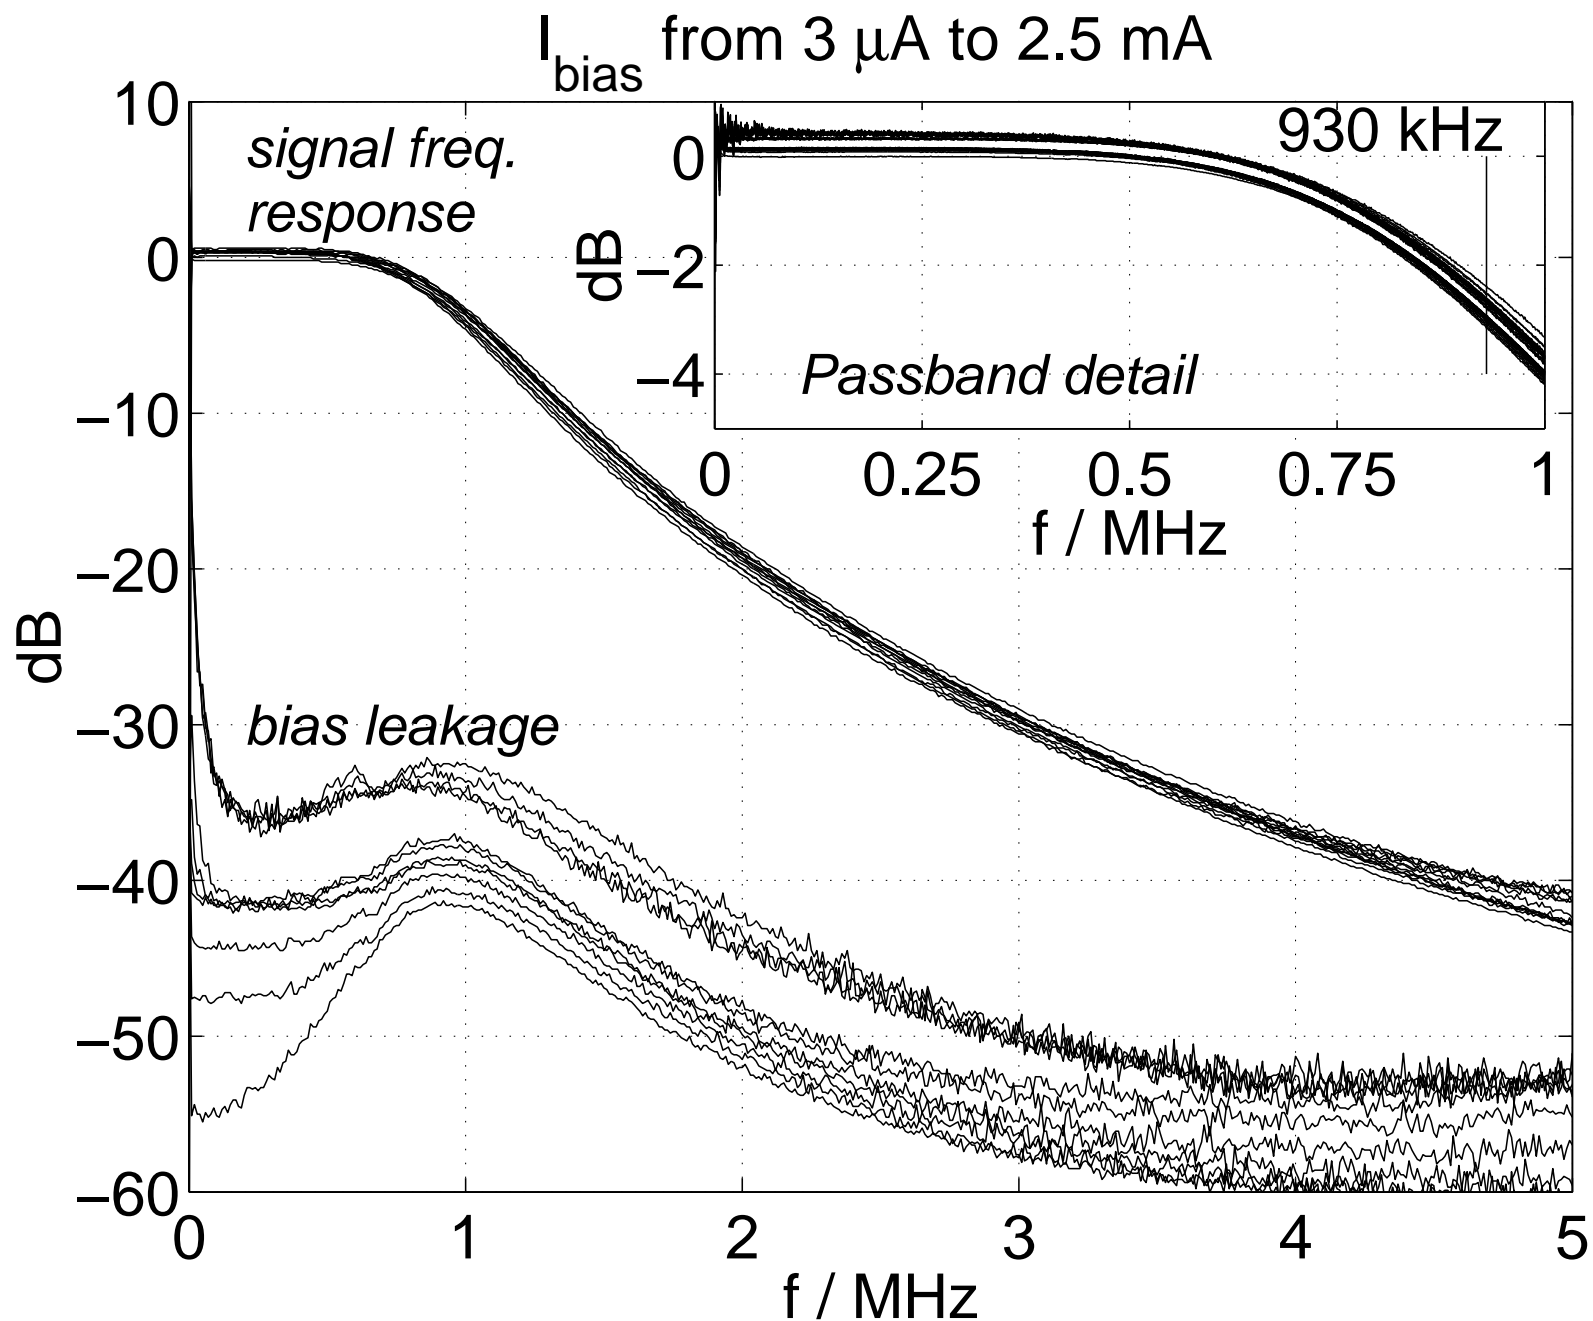 I_bias from 3 μA to 2.5 mA
10
0
−10
−20
−30
−40
−50
−60
dB
signal freq.
response
bias leakage
0
−2
−4
dB
930 kHz
Passband detail
0 0.25 0.5 0.75 1
f / MHz
0 1 2 3 4 5
f / MHz